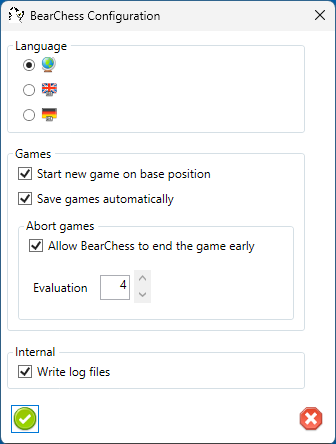 BearChess Configuration
Language
Games
Start new game on base position
Save games automatically
Abort games
Allow BearChess to end the game early
Evaluation 4
Internal
Write log files